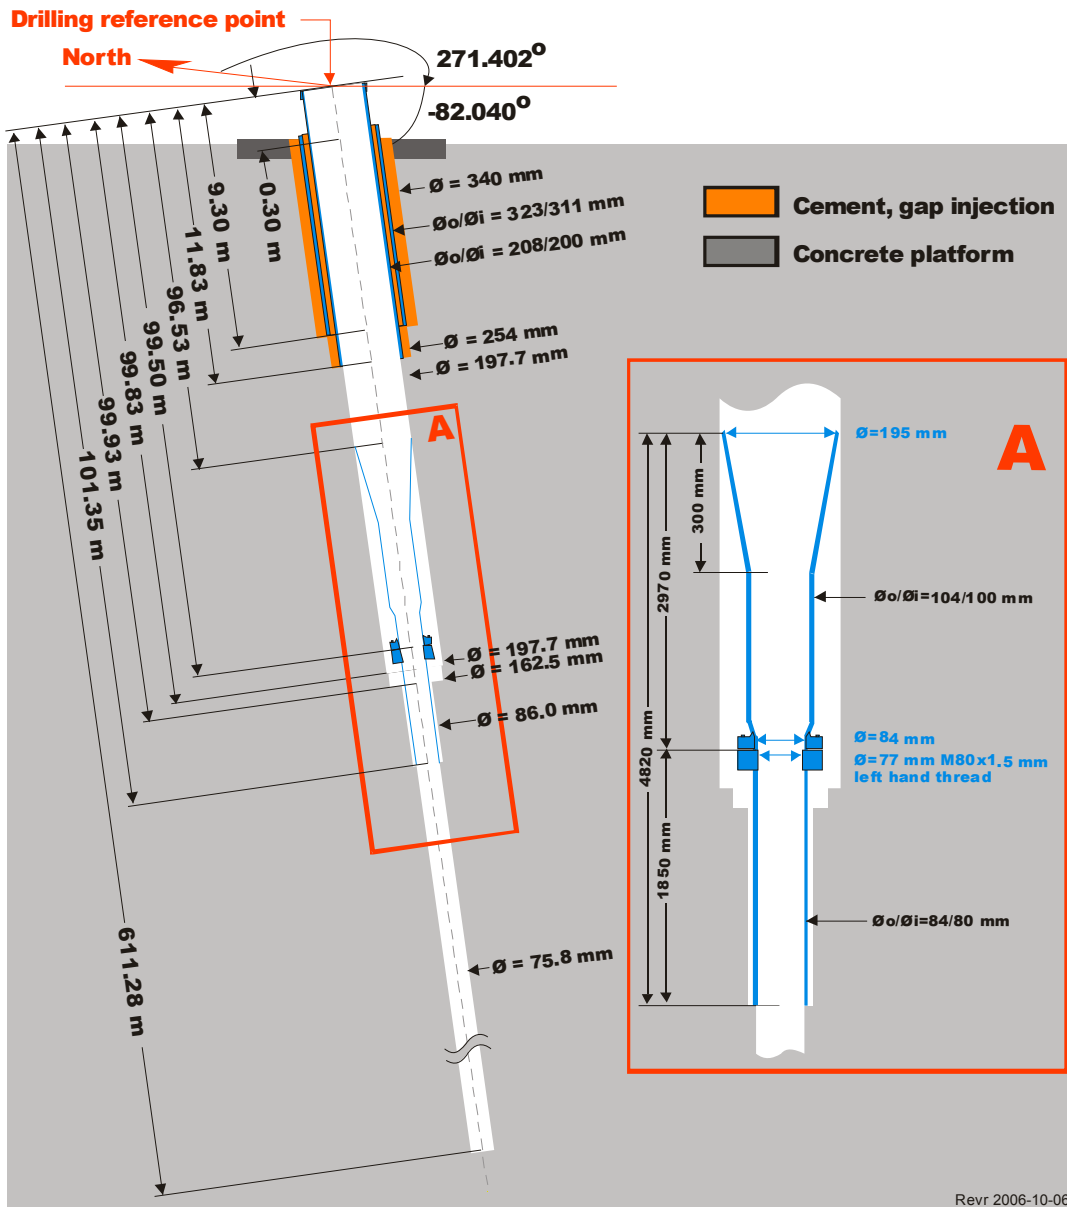 Drilling reference point
North
271.402°
-82.040°
9.30 m
0.30 m
11.83 m
96.53 m
99.50 m
99.83 m
99.93 m
101.35 m
611.28 m
Ø = 340 mm
Øo/Øi = 323/311 mm
Øo/Øi = 208/200 mm
Ø = 254 mm
Ø = 197.7 mm
A
Ø = 197.7 mm
Ø = 162.5 mm
Ø = 86.0 mm
Ø = 75.8 mm
Cement, gap injection
Concrete platform
A
Ø=195 mm
300 mm
2970 mm
4820 mm
1850 mm
Øo/Øi=104/100 mm
Ø=84 mm
Ø=77 mm M80x1.5 mm
left hand thread
Øo/Øi=84/80 mm
Revr 2006-10-06